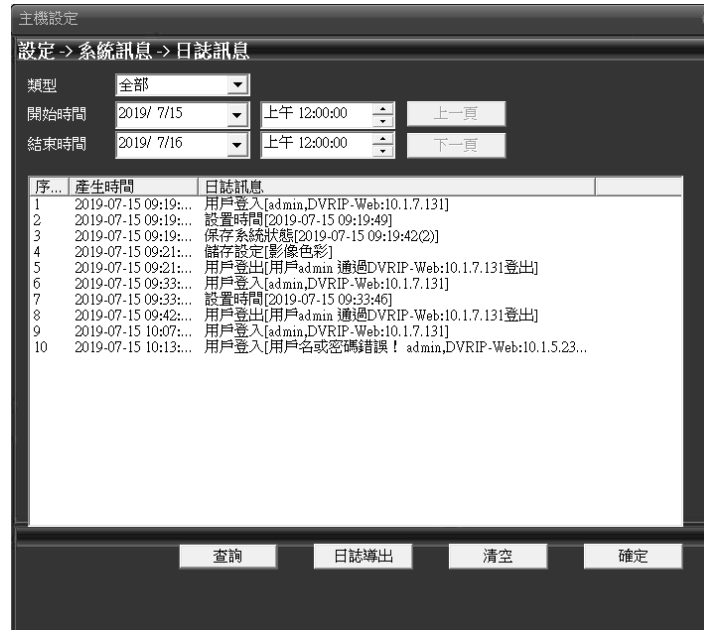 主機設定
設定 -> 系統訊息 -> 日誌訊息
類型 全部
開始時間 2019/ 7/15 上午 12:00:00 上一頁
結束時間 2019/ 7/16 上午 12:00:00 下一頁
序... 產生時間 日誌訊息
1 2019-07-15 09:19:... 用戶登入[admin,DVRIP-Web:10.1.7.131]
2 2019-07-15 09:19:... 設置時間[2019-07-15 09:19:49]
3 2019-07-15 09:19:... 保存系統狀態[2019-07-15 09:19:42(2)]
4 2019-07-15 09:21:... 儲存設定[影像色彩]
5 2019-07-15 09:21:... 用戶登出[用戶admin 通過DVRIP-Web:10.1.7.131登出]
6 2019-07-15 09:33:... 用戶登入[admin,DVRIP-Web:10.1.7.131]
7 2019-07-15 09:33:... 設置時間[2019-07-15 09:33:46]
8 2019-07-15 09:42:... 用戶登出[用戶admin 通過DVRIP-Web:10.1.7.131登出]
9 2019-07-15 10:07:... 用戶登入[admin,DVRIP-Web:10.1.7.131]
10 2019-07-15 10:13:... 用戶登入[用戶名或密碼錯誤！ admin,DVRIP-Web:10.1.5.23...
查詢 日誌導出 清空 確定